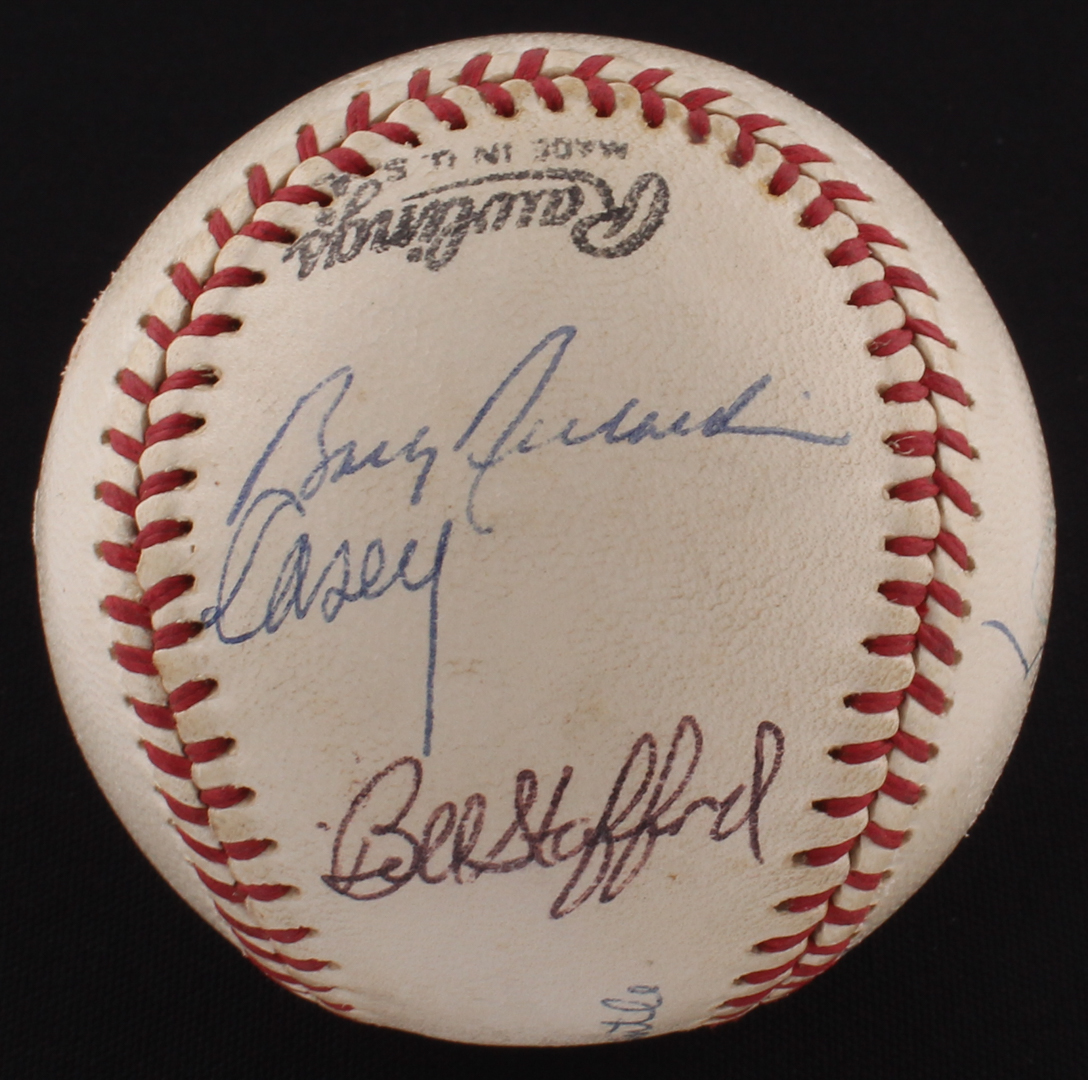 Rawlings
MADE IN U.S.A.
Bobby Richardson
Casey
Bill Stafford